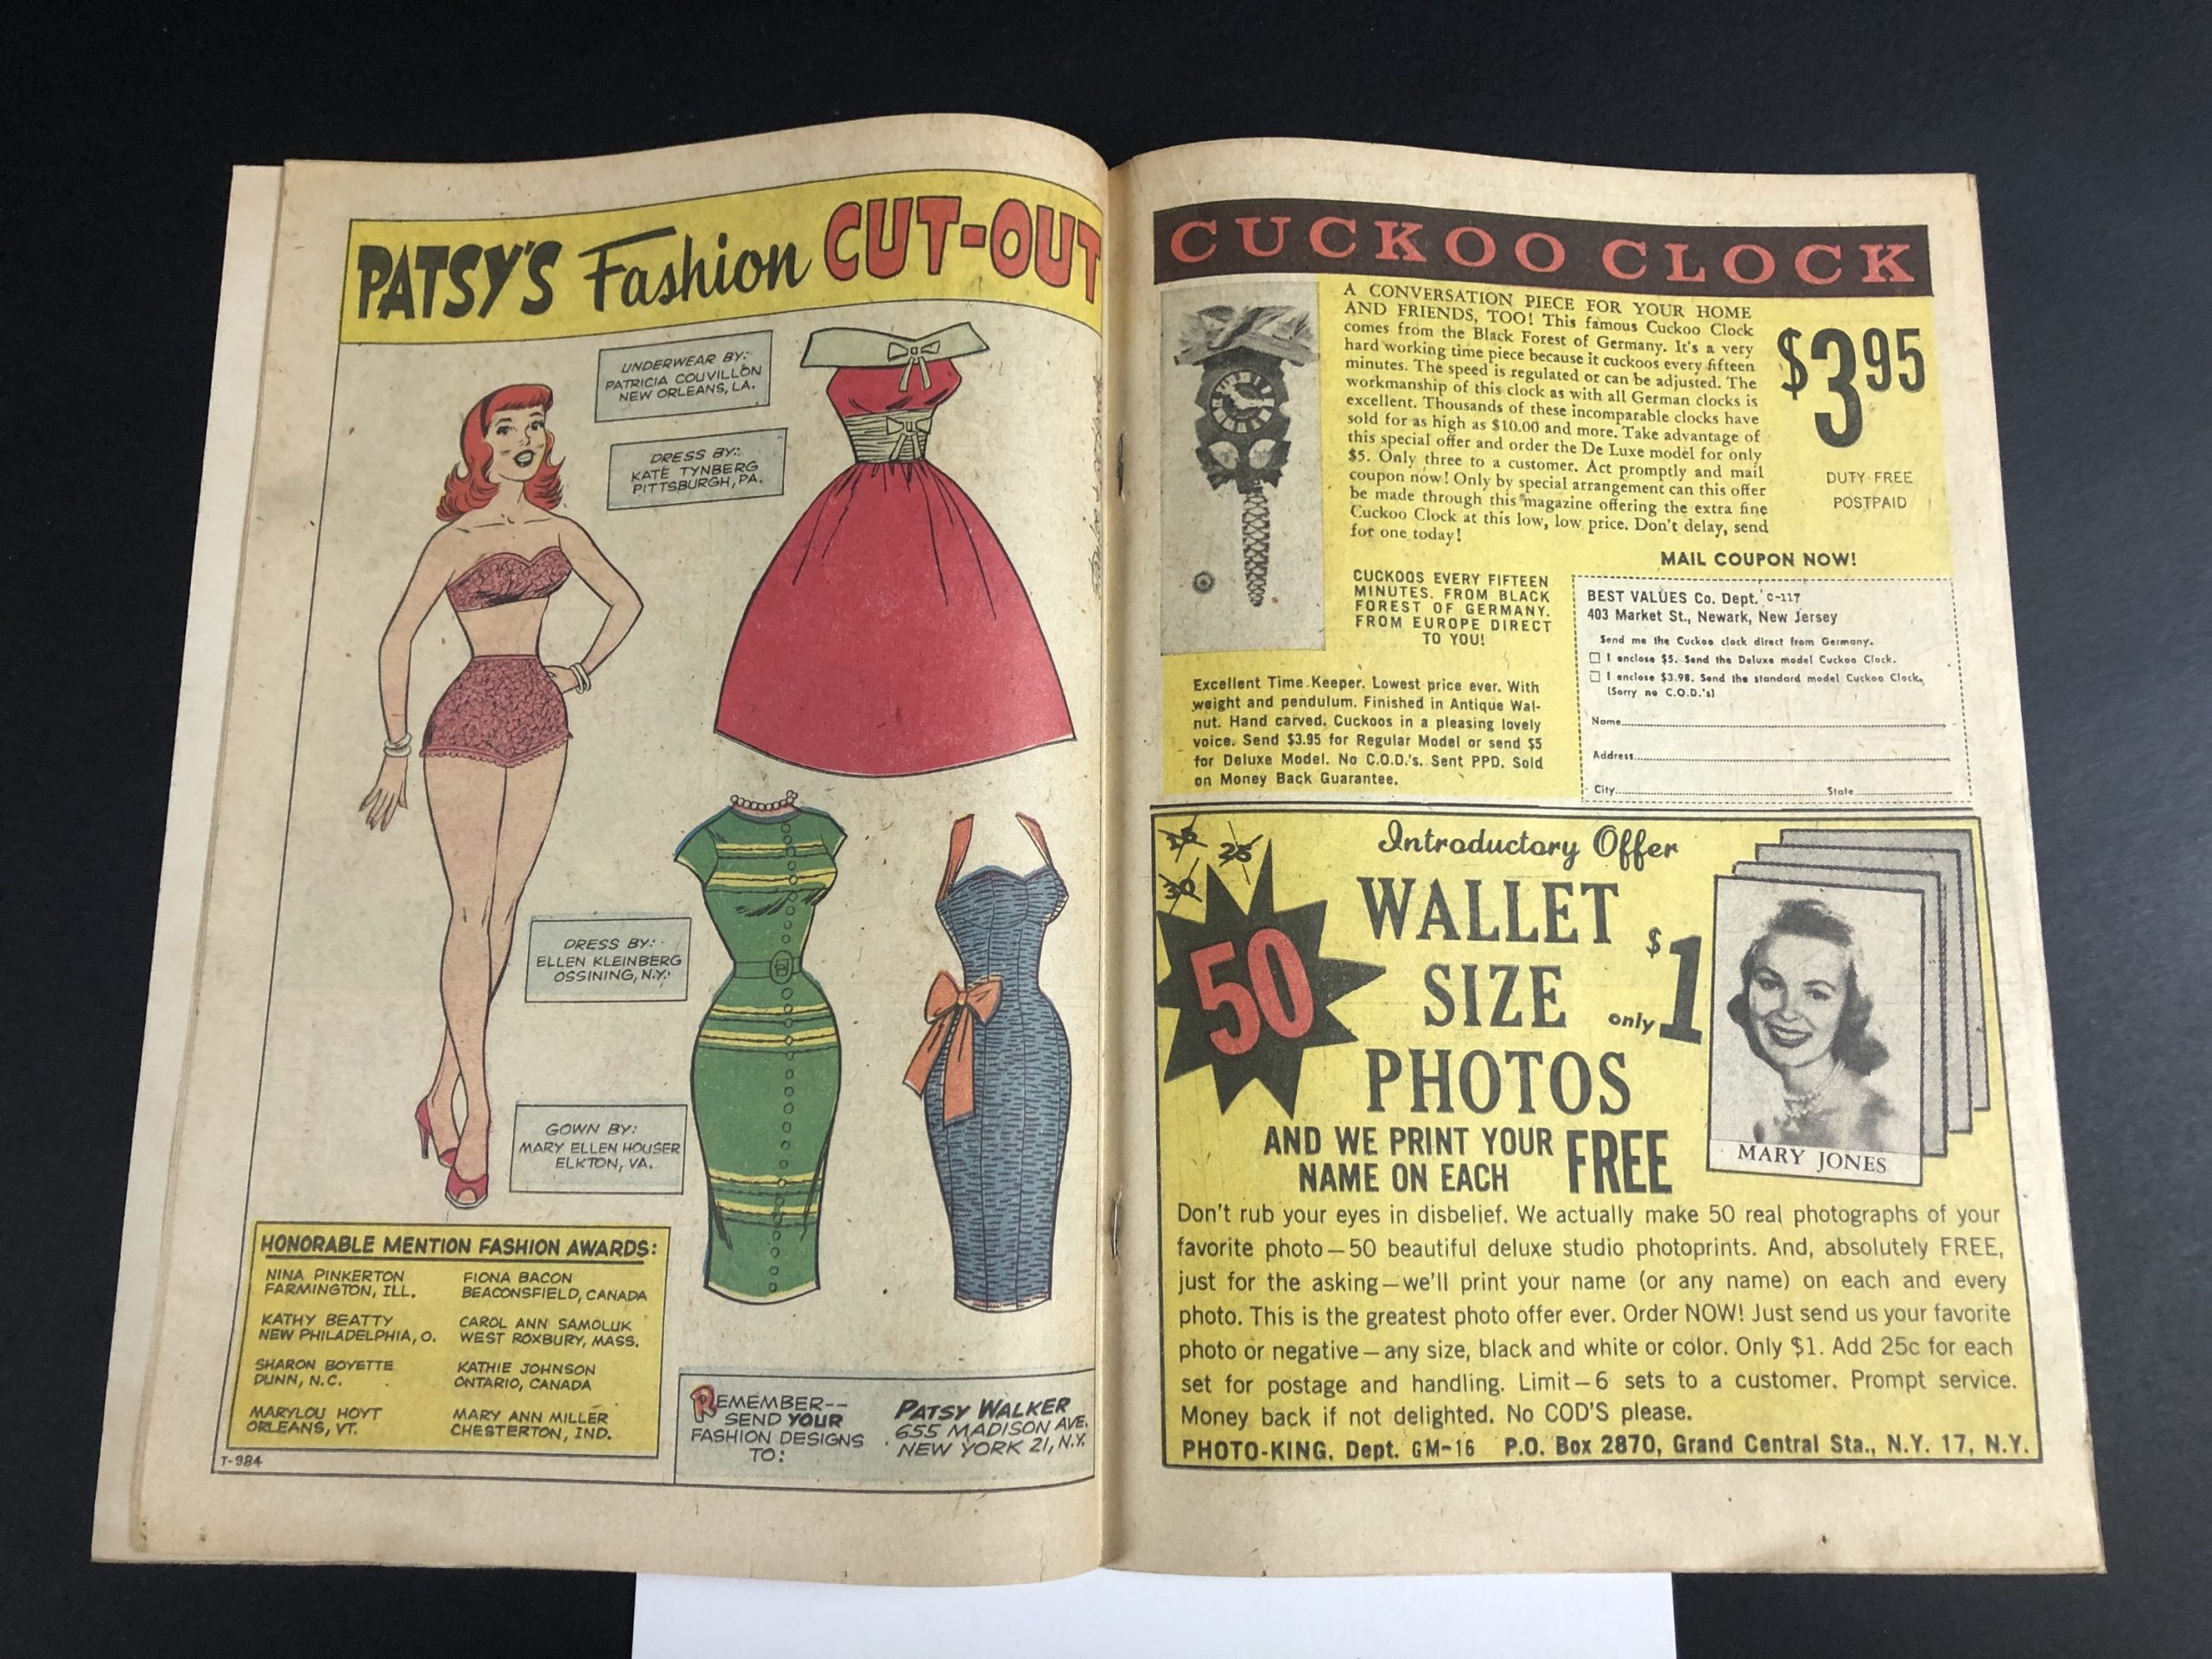 PATSY'S Fashion CUT-OUT
UNDERWEAR BY:
PATRICIA COUVILLON
NEW ORLEANS, LA.
DRESS BY:
KATE TYNBERG
PITTSBURGH, PA.
DRESS BY:
ELLEN KLEINBERG
OSSINING, N.Y.
GOWN BY:
MARY ELLEN HOUSER
ELKTON, VA.
HONORABLE MENTION FASHION AWARDS:
NINA PINKERTON
FARMINGTON, ILL.
KATHY BEATTY
NEW PHILADELPHIA, O.
SHARON BOYETTE
DUNN, N.C.
MARYLOU HOYT
ORLEANS, VT.
FIONA BACON
BEACONSFIELD, CANADA
CAROL ANN SAMOLUK
WEST ROXBURY, MASS.
KATHIE JOHNSON
ONTARIO, CANADA
MARY ANN MILLER
CHESTERTON, IND.
T-984
REMEMBER--
SEND YOUR
FASHION DESIGNS
TO:
PATSY WALKER
655 MADISON AVE.
NEW YORK 21, N.Y.
CUCKOO CLOCK
A CONVERSATION PIECE FOR YOUR HOME
AND FRIENDS, TOO! This famous Cuckoo Clock
comes from the Black Forest of Germany. It's a very
hard working time piece because it cuckoos every fifteen
minutes. The speed is regulated or can be adjusted. The
workmanship of this clock as with all German clocks is
excellent. Thousands of these incomparable clocks have
sold for as high as $10.00 and more. Take advantage of
this special offer and order the De Luxe model for only
$5. Only three to a customer. Act promptly and mail
coupon now! Only by special arrangement can this offer
be made through this magazine offering the extra fine
Cuckoo Clock at this low, low price. Don't delay, send
for one today!
$3.95
DUTY FREE
POSTPAID
CUCKOOS EVERY FIFTEEN
MINUTES. FROM BLACK
FOREST OF GERMANY.
FROM EUROPE DIRECT
TO YOU!
Excellent Time Keeper. Lowest price ever. With
weight and pendulum. Finished in Antique Wal-
nut. Hand carved. Cuckoos in a pleasing lovely
voice. Send $3.95 for Regular Model or send $5
for Deluxe Model. No C.O.D.'s. Sent PPD. Sold
on Money Back Guarantee.
MAIL COUPON NOW!
BEST VALUES Co. Dept. C-117
403 Market St., Newark, New Jersey
Send me the Cuckoo clock direct from Germany.
I enclose $5. Send the Deluxe model Cuckoo Clock.
I enclose $3.98. Send the standard model Cuckoo Clock.
(Sorry no C.O.D.'s)
Name
Address
City State
25
30
50
Introductory Offer
WALLET
SIZE
PHOTOS
only $1
AND WE PRINT YOUR
NAME ON EACH FREE
MARY JONES
Don't rub your eyes in disbelief. We actually make 50 real photographs of your
favorite photo—50 beautiful deluxe studio photoprints. And, absolutely FREE,
just for the asking—we'll print your name (or any name) on each and every
photo. This is the greatest photo offer ever. Order NOW! Just send us your favorite
photo or negative—any size, black and white or color. Only $1. Add 25c for each
set for postage and handling. Limit—6 sets to a customer. Prompt service.
Money back if not delighted. No COD'S please.
PHOTO-KING, Dept. GM-16 P.O. Box 2870, Grand Central Sta., N.Y. 17, N.Y.